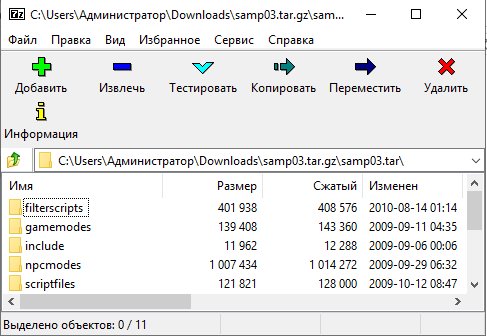 7z C:\Users\Администратор\Downloads\samp03.tar.gz\sam...
Файл Правка Вид Избранное Сервис Справка
Добавить Извлечь Тестировать Копировать Переместить Удалить
Информация
C:\Users\Администратор\Downloads\samp03.tar.gz\samp03.tar\
Имя Размер Сжатый Изменен
filterscripts 401 938 408 576 2010-08-14 01:14
gamemodes 139 408 143 360 2009-09-11 04:35
include 11 962 12 288 2009-09-06 00:06
npcmodes 1 007 434 1 014 272 2009-09-29 06:32
scriptfiles 121 821 128 000 2009-10-12 08:47
Выделено объектов: 0 / 11